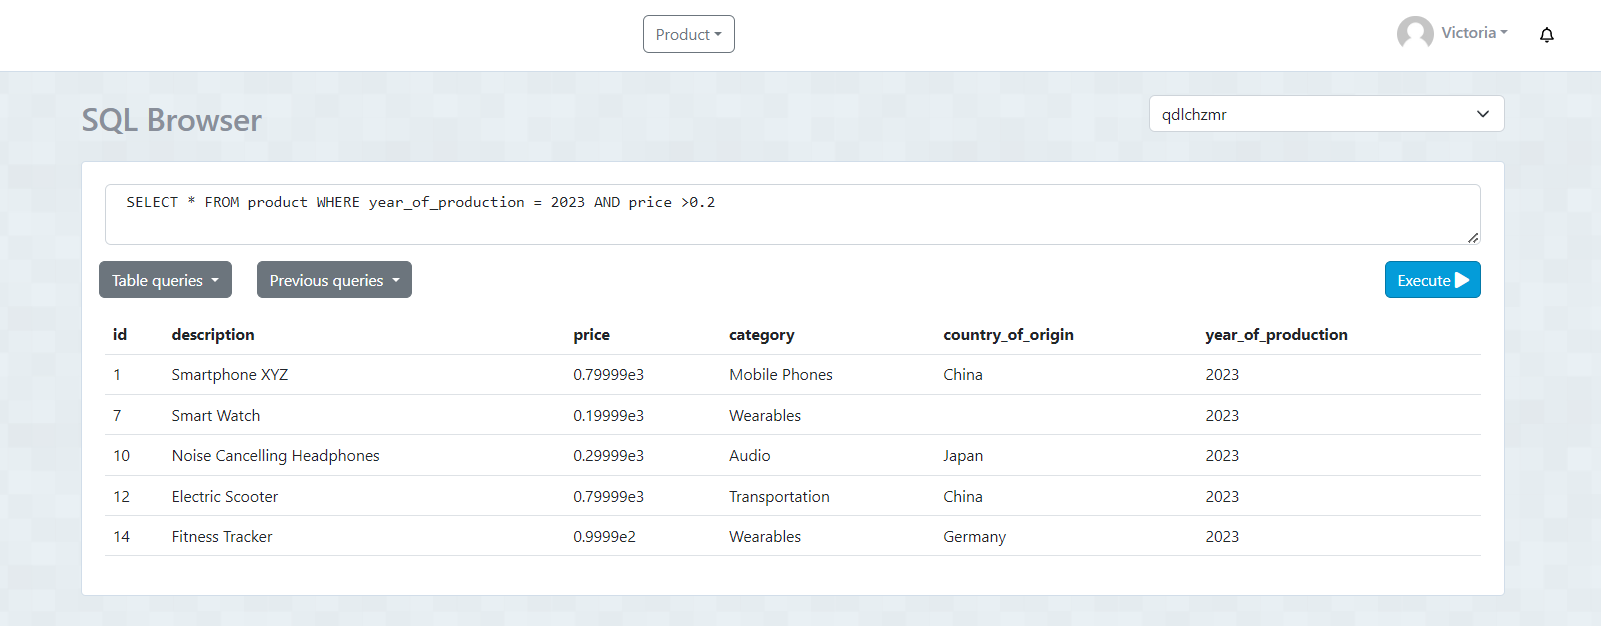 Product
Victoria
SQL Browser
qdlchzmr
SELECT * FROM product WHERE year_of_production = 2023 AND price >0.2
Table queries Previous queries Execute
id description price category country_of_origin year_of_production
1 Smartphone XYZ 0.79999e3 Mobile Phones China 2023
7 Smart Watch 0.19999e3 Wearables 2023
10 Noise Cancelling Headphones 0.29999e3 Audio Japan 2023
12 Electric Scooter 0.79999e3 Transportation China 2023
14 Fitness Tracker 0.9999e2 Wearables Germany 2023